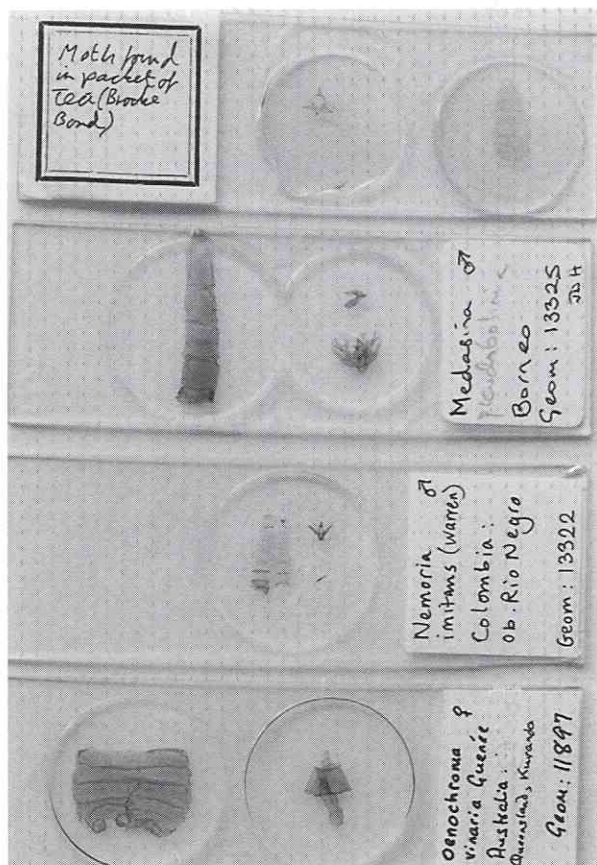 Moth found
in packet of
Tea (Brooke
Bond)
Medasina ♂
Borneo
Geom: 13325
JDH
Nemoria ♂
imitans (Warren)
Colombia:
ob. Rio Negro
Geom: 13322
Oenochroma ♀
vinaria Guenée
Australia:
Queensland, Kuranda
Geom: 11897